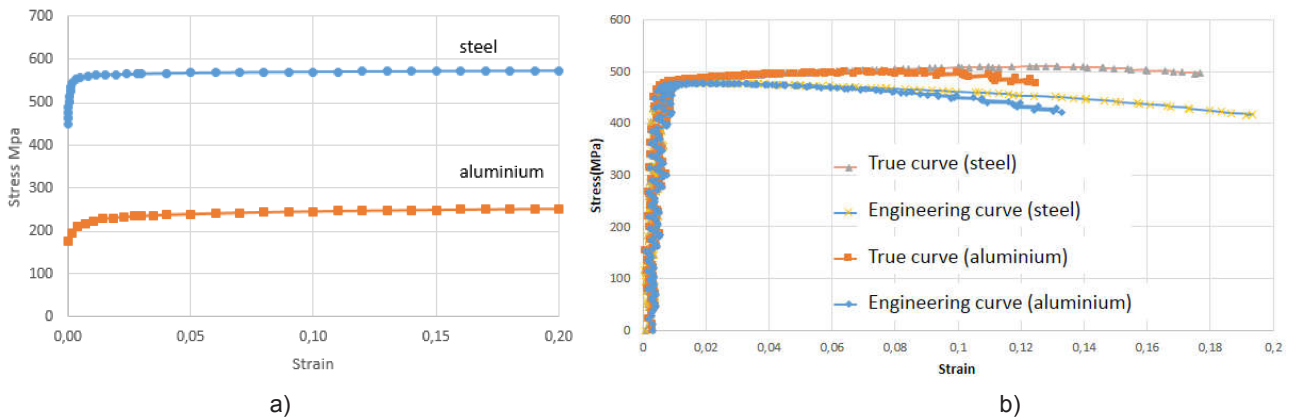 700
600
500
400
300
200
100
0
Stress Mpa
steel
aluminium
0,00 0,05 0,10 0,15 0,20
Strain
a)
600
500
400
300
200
100
0
Stress(MPa)
True curve (steel)
Engineering curve (steel)
True curve (aluminium)
Engineering curve (aluminium)
0 0,02 0,04 0,06 0,08 0,1 0,12 0,14 0,16 0,18 0,2
Strain
b)